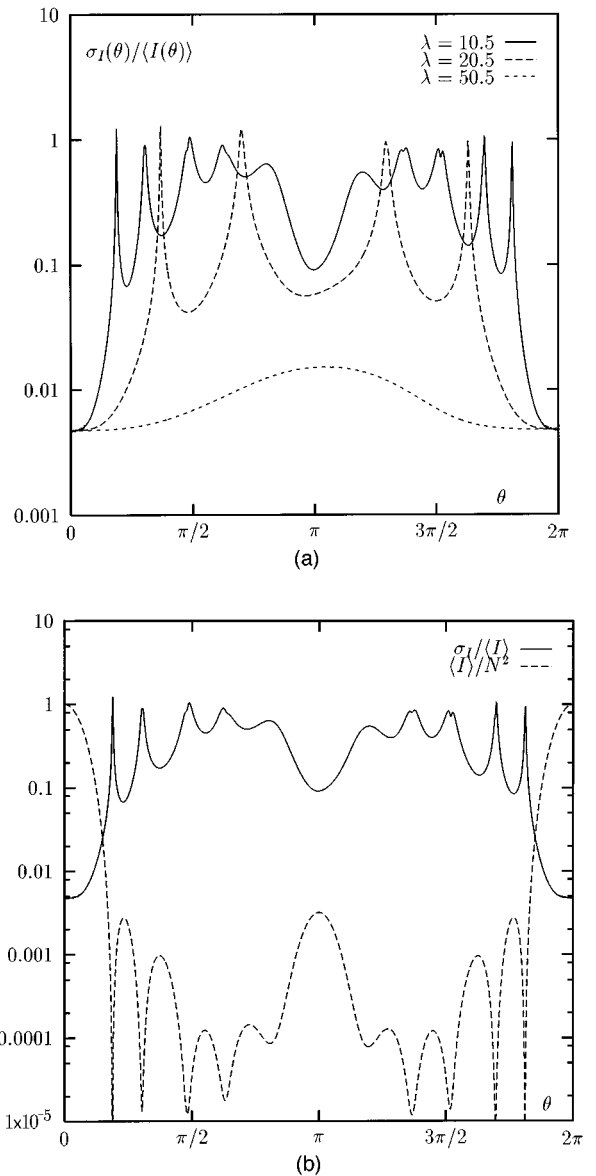 10
σ_I(θ)/⟨I(θ)⟩
λ = 10.5
λ = 20.5
λ = 50.5
1
0.1
0.01
0.001
θ
0
π/2
π
3π/2
2π
(a)
10
σ_I/⟨I⟩
⟨I⟩/N²
1
0.1
0.01
0.001
0.0001
1x10⁻⁵
θ
0
π/2
π
3π/2
2π
(b)